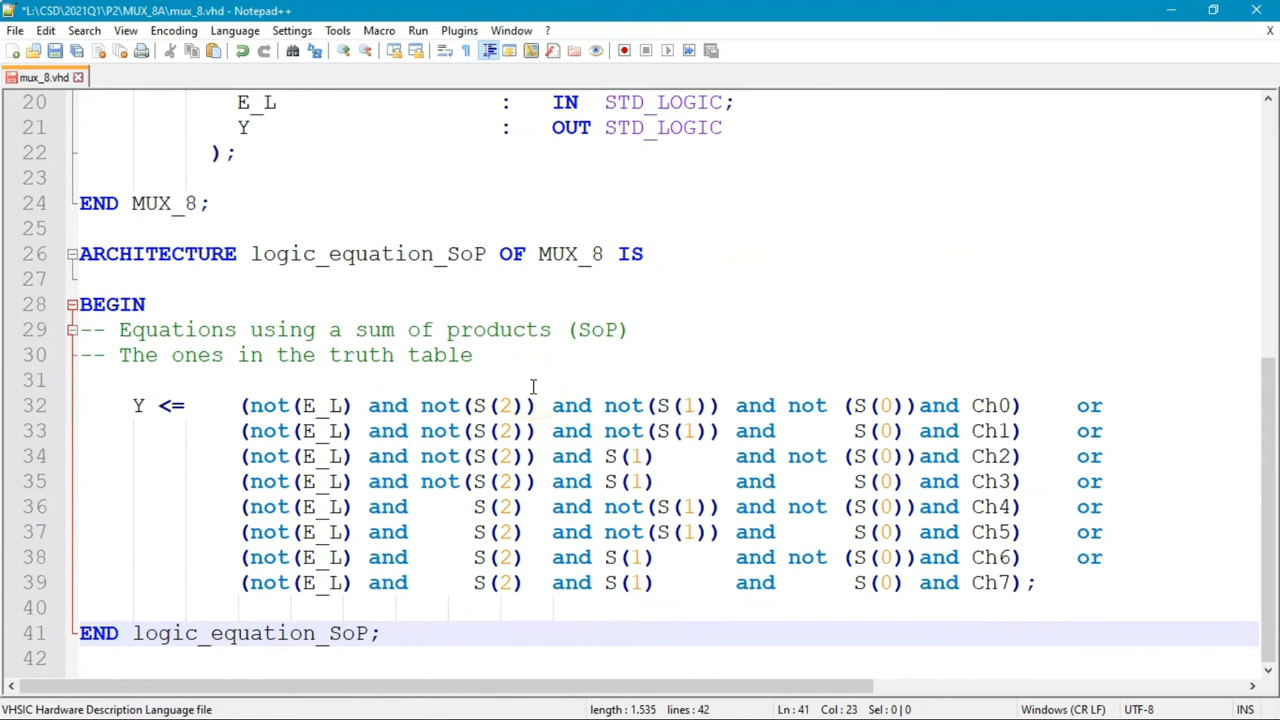 *L:\CSD\2021Q1\P2\MUX_8A\mux_8.vhd - Notepad++
File Edit Search View Encoding Language Settings Tools Macro Run Plugins Window ? X
mux_8.vhd
20 E_L : IN STD_LOGIC;
21 Y : OUT STD_LOGIC
22 );
23
24 END MUX_8;
25
26 ARCHITECTURE logic_equation_SoP OF MUX_8 IS
27
28 BEGIN
29 -- Equations using a sum of products (SoP)
30 -- The ones in the truth table
31
32 Y <= (not(E_L) and not(S(2)) and not(S(1)) and not (S(0))and Ch0) or
33 (not(E_L) and not(S(2)) and not(S(1)) and S(0) and Ch1) or
34 (not(E_L) and not(S(2)) and S(1) and not (S(0))and Ch2) or
35 (not(E_L) and not(S(2)) and S(1) and S(0) and Ch3) or
36 (not(E_L) and S(2) and not(S(1)) and not (S(0))and Ch4) or
37 (not(E_L) and S(2) and not(S(1)) and S(0) and Ch5) or
38 (not(E_L) and S(2) and S(1) and not (S(0))and Ch6) or
39 (not(E_L) and S(2) and S(1) and S(0) and Ch7);
40
41 END logic_equation_SoP;
42
VHSIC Hardware Description Language file length : 1.535 lines : 42 Ln : 41 Col : 23 Sel : 0 | 0 Windows (CR LF) UTF-8 INS